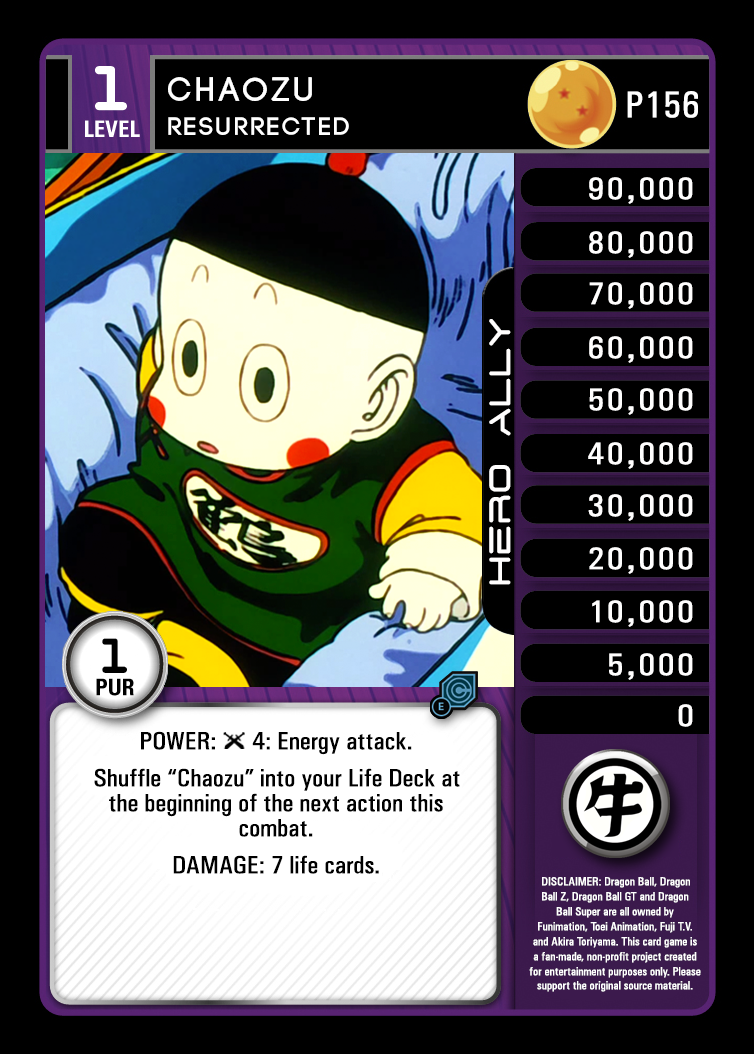 1
LEVEL
CHAOZU
RESURRECTED
P156
90,000
80,000
70,000
60,000
50,000
40,000
30,000
20,000
10,000
5,000
0
HERO ALLY
鶴
1
PUR
E
POWER: 4: Energy attack.
Shuffle “Chaozu” into your Life Deck at
the beginning of the next action this
combat.
DAMAGE: 7 life cards.
牛
DISCLAIMER: Dragon Ball, Dragon
Ball Z, Dragon Ball GT and Dragon
Ball Super are all owned by
Funimation, Toei Animation, Fuji T.V.
and Akira Toriyama. This card game is
a fan-made, non-profit project created
for entertainment purposes only. Please
support the original source material.